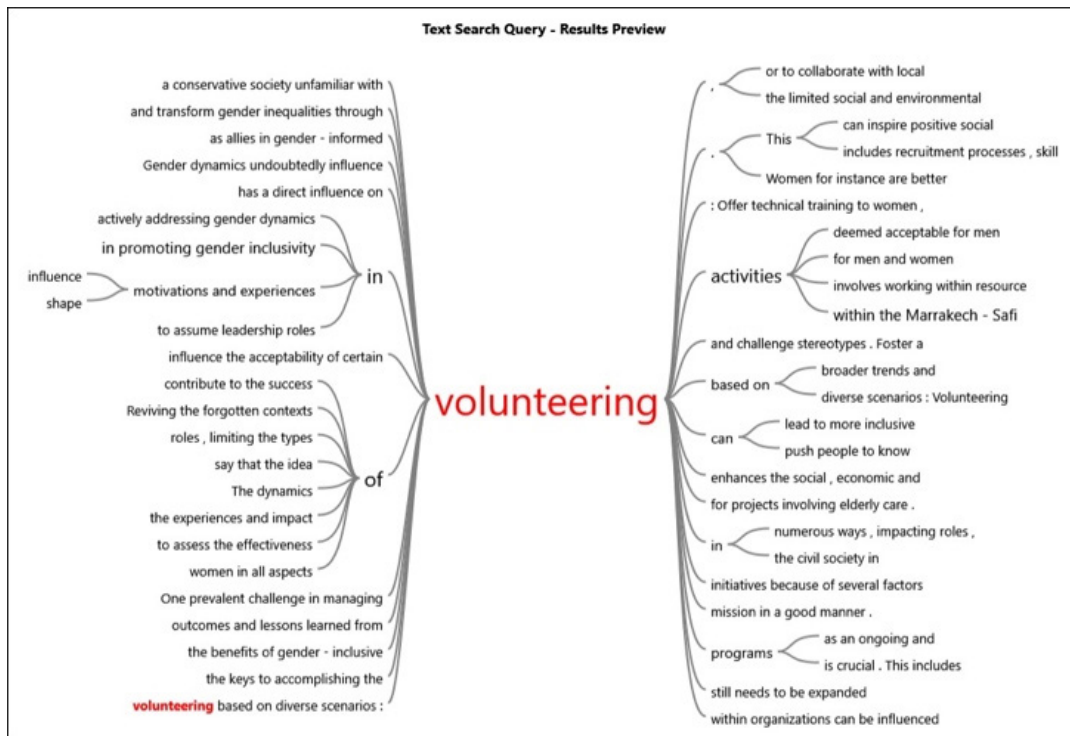 Text Search Query - Results Preview
a conservative society unfamiliar with
and transform gender inequalities through
as allies in gender - informed
Gender dynamics undoubtedly influence
has a direct influence on
actively addressing gender dynamics
in promoting gender inclusivity
influence
shape
motivations and experiences
to assume leadership roles
in
influence the acceptability of certain
contribute to the success
Reviving the forgotten contexts
roles , limiting the types
say that the idea
The dynamics
the experiences and impact
to assess the effectiveness
women in all aspects
of
One prevalent challenge in managing
outcomes and lessons learned from
the benefits of gender - inclusive
the keys to accomplishing the
volunteering based on diverse scenarios :
volunteering
,
or to collaborate with local
the limited social and environmental
.
This
can inspire positive social
includes recruitment processes , skill
Women for instance are better
: Offer technical training to women ,
activities
deemed acceptable for men
for men and women
involves working within resource
within the Marrakech - Safi
and challenge stereotypes . Foster a
based on
broader trends and
diverse scenarios : Volunteering
can
lead to more inclusive
push people to know
enhances the social , economic and
for projects involving elderly care .
in
numerous ways , impacting roles ,
the civil society in
initiatives because of several factors
mission in a good manner .
programs
as an ongoing and
is crucial . This includes
still needs to be expanded
within organizations can be influenced